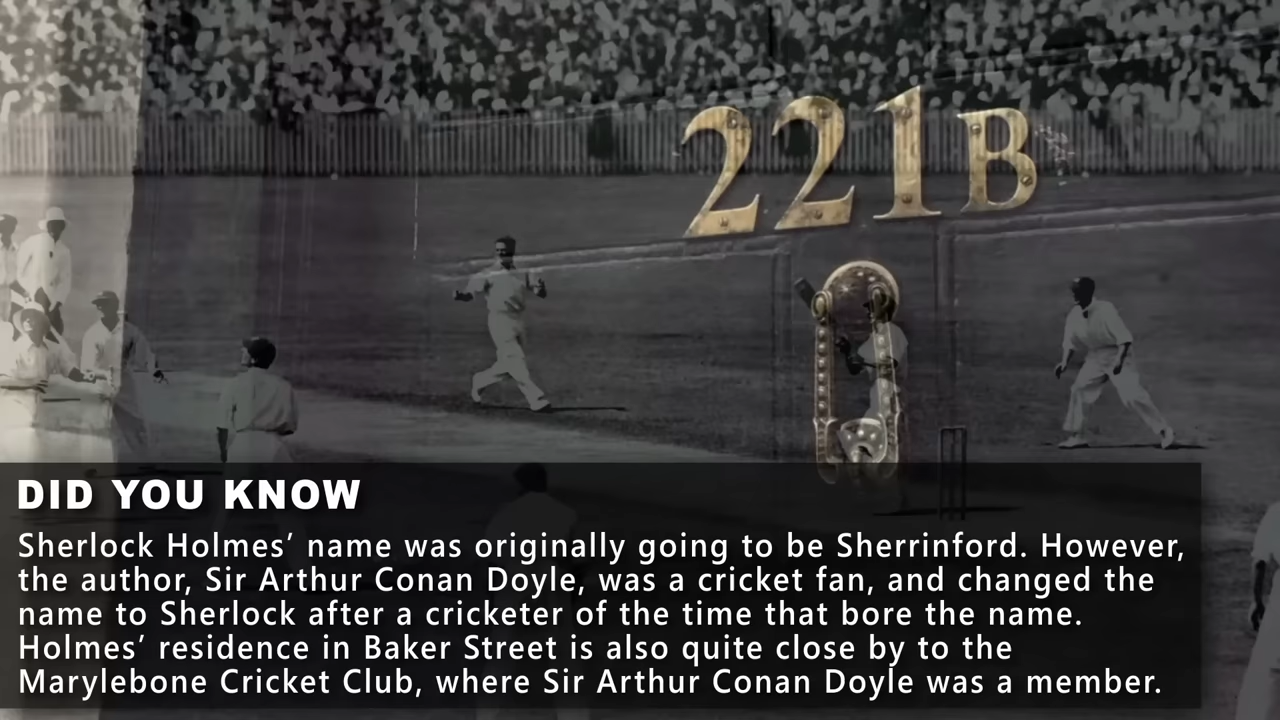 221B
DID YOU KNOW
Sherlock Holmes’ name was originally going to be Sherrinford. However,
the author, Sir Arthur Conan Doyle, was a cricket fan, and changed the
name to Sherlock after a cricketer of the time that bore the name.
Holmes’ residence in Baker Street is also quite close by to the
Marylebone Cricket Club, where Sir Arthur Conan Doyle was a member.